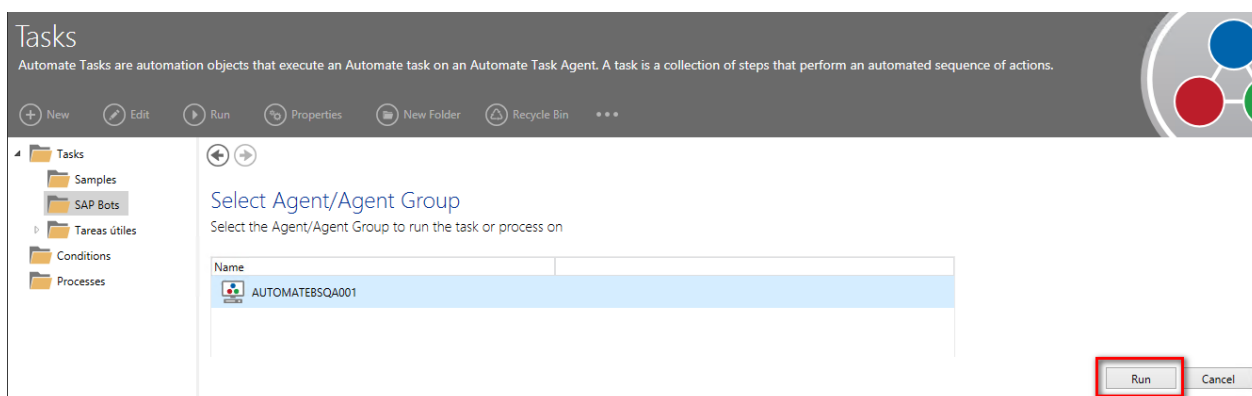 Tasks
Automate Tasks are automation objects that execute an Automate task on an Automate Task Agent. A task is a collection of steps that perform an automated sequence of actions.
New Edit Run Properties New Folder Recycle Bin
Tasks
Samples
SAP Bots
Tareas útiles
Conditions
Processes
Select Agent/Agent Group
Select the Agent/Agent Group to run the task or process on
Name
AUTOMATEBSQA001
Run Cancel